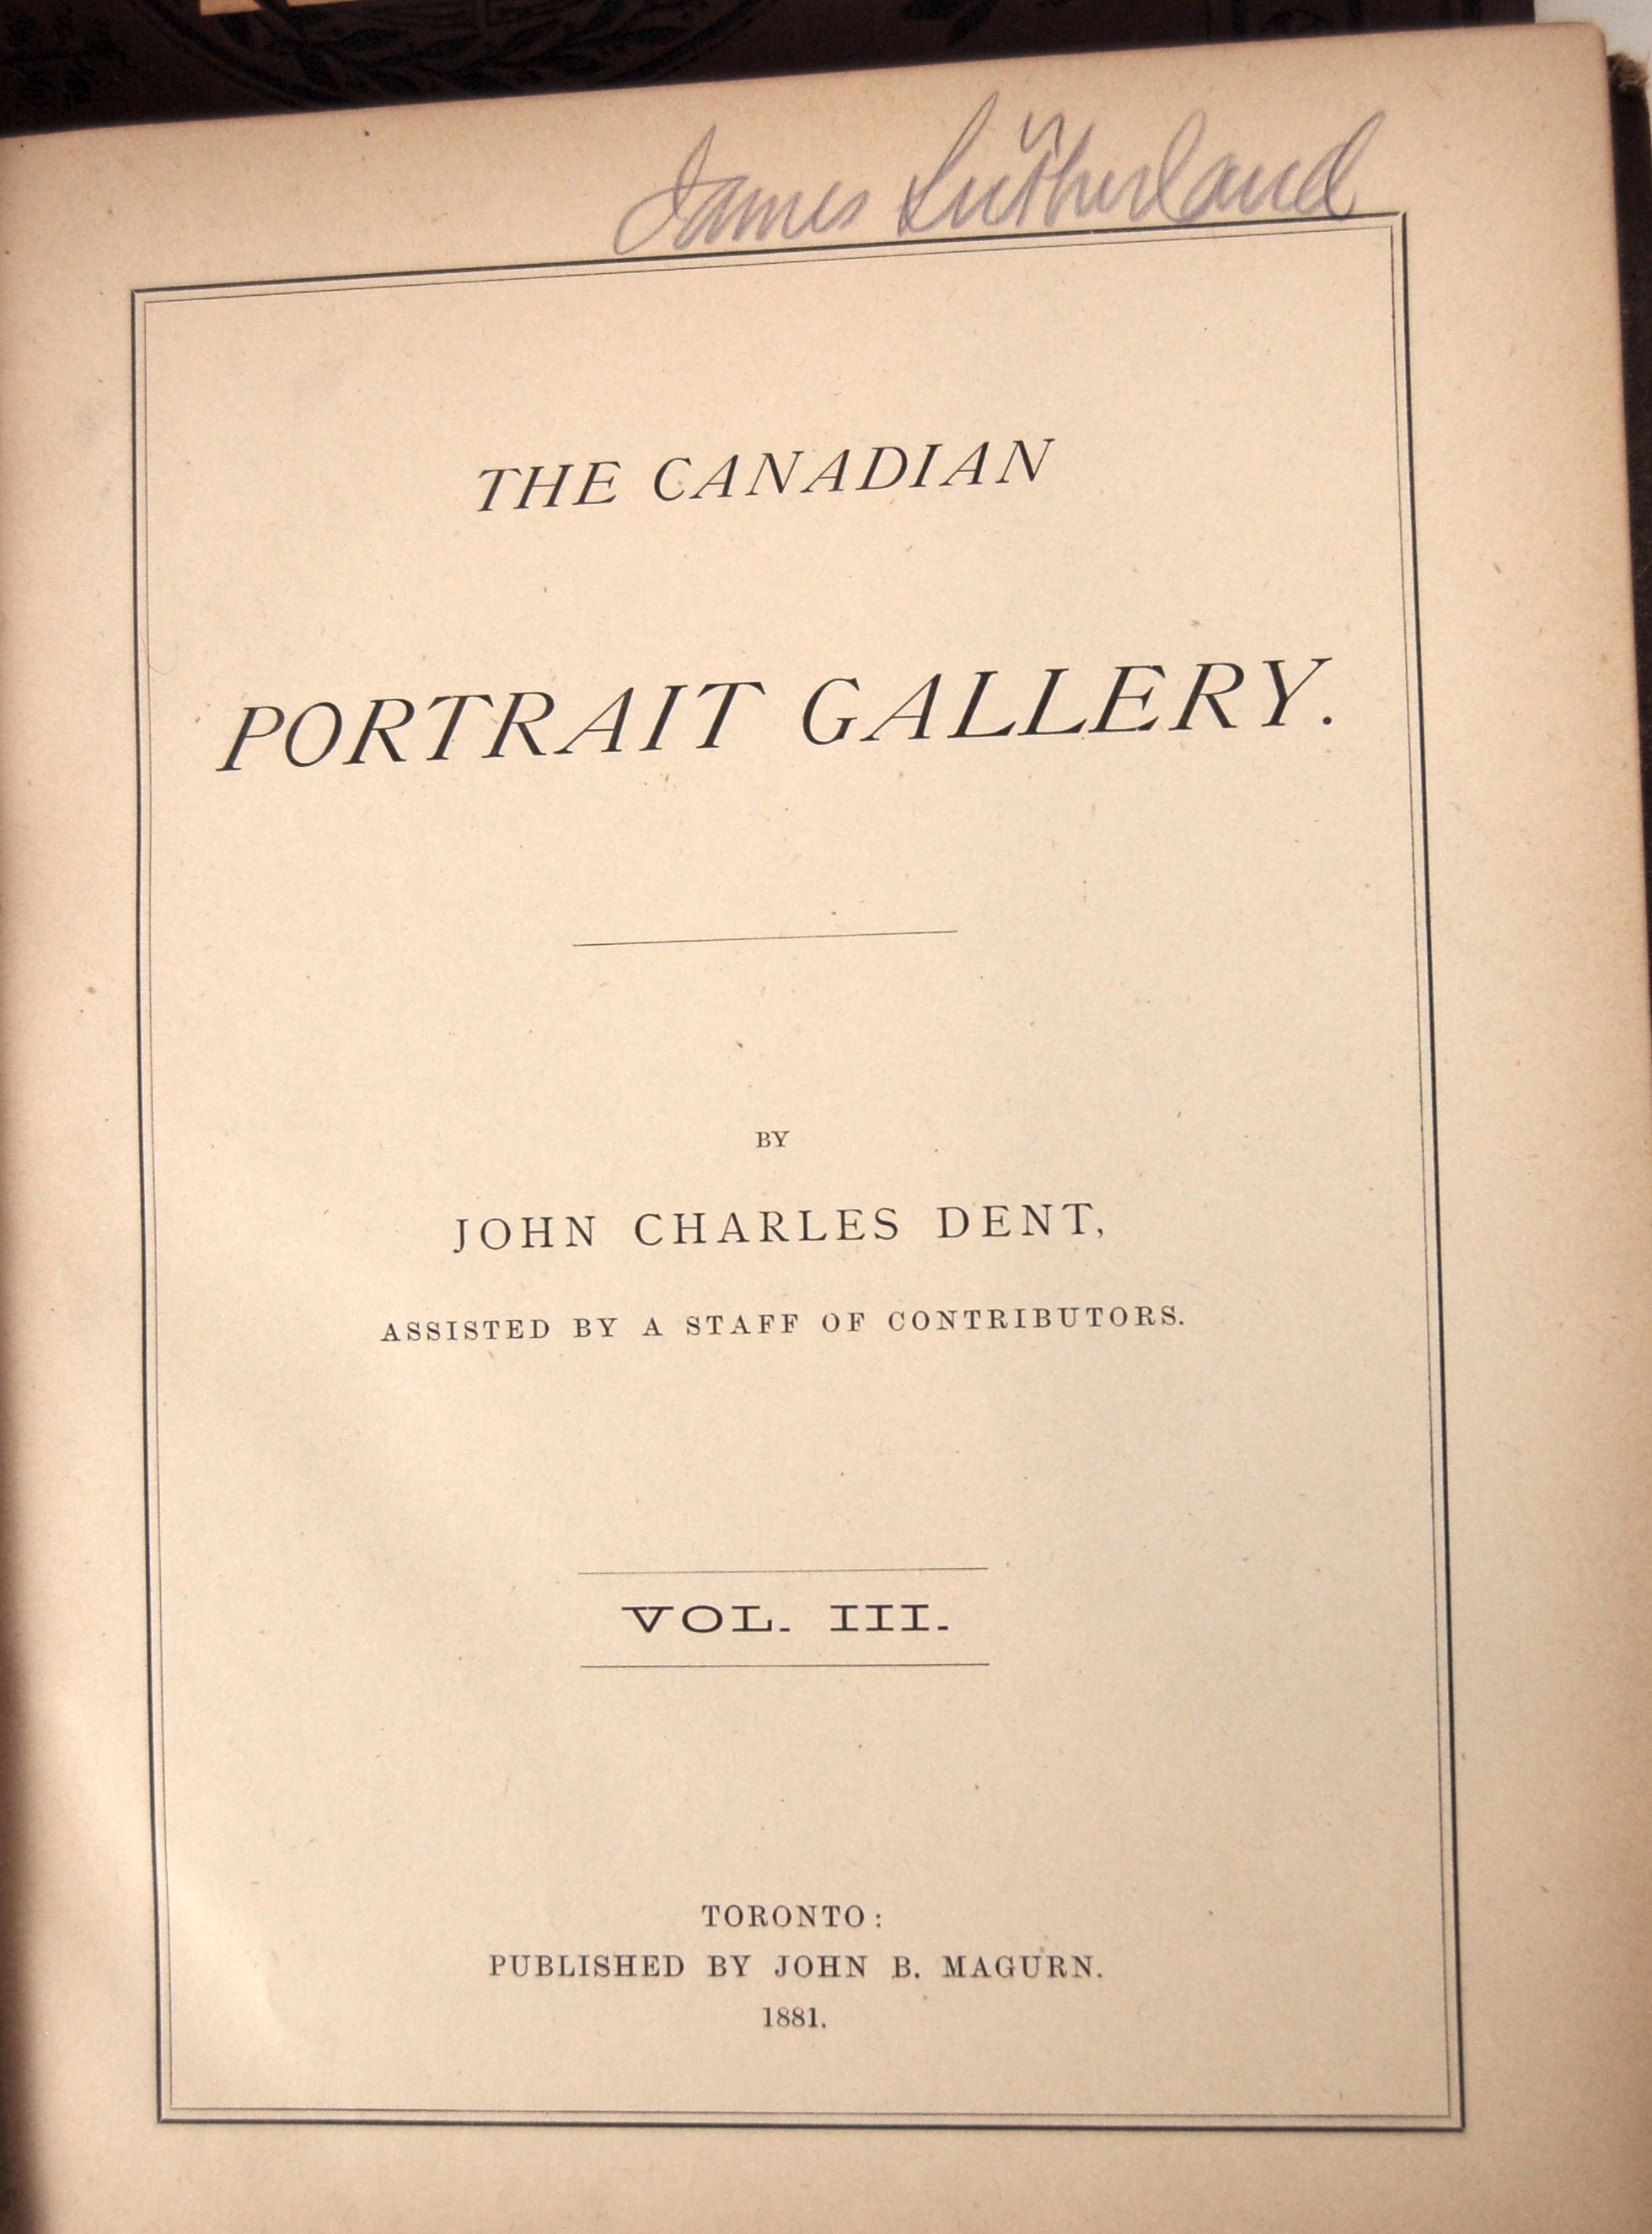 James Sutherland
THE CANADIAN
PORTRAIT GALLERY.
BY
JOHN CHARLES DENT,
ASSISTED BY A STAFF OF CONTRIBUTORS.
VOL. III.
TORONTO:
PUBLISHED BY JOHN B. MAGURN.
1881.